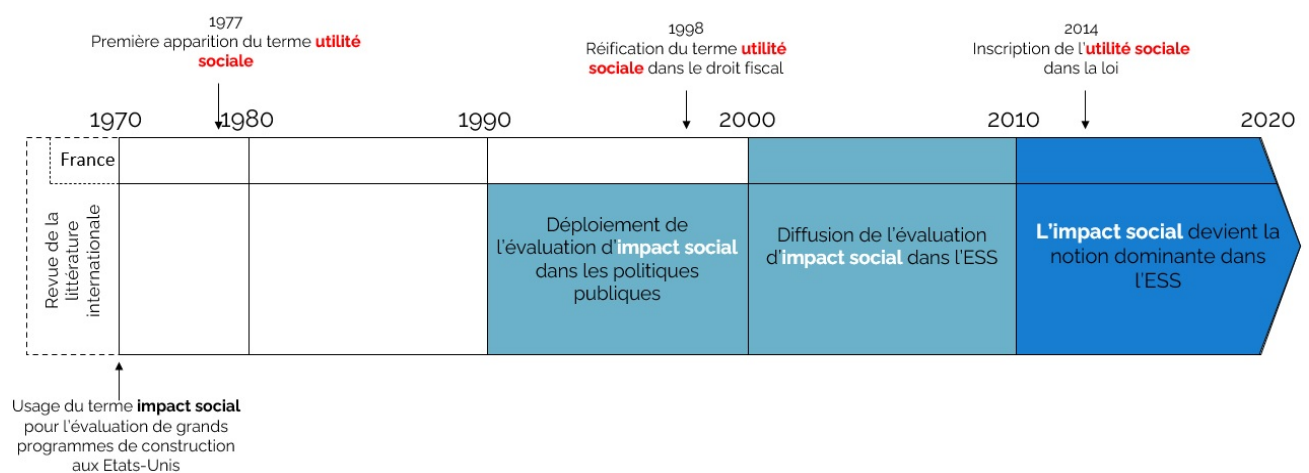 1977
Première apparition du terme utilité
sociale
1998
Réification du terme utilité
sociale dans le droit fiscal
2014
Inscription de l'utilité sociale
dans la loi
1970
1980
1990
2000
2010
2020
France
Revue de la
littérature
internationale
Déploiement de
l'évaluation d'impact social
dans les politiques
publiques
Diffusion de l'évaluation
d'impact social dans l'ESS
L'impact social devient la
notion dominante dans
l'ESS
Usage du terme impact social
pour l'évaluation de grands
programmes de construction
aux Etats-Unis